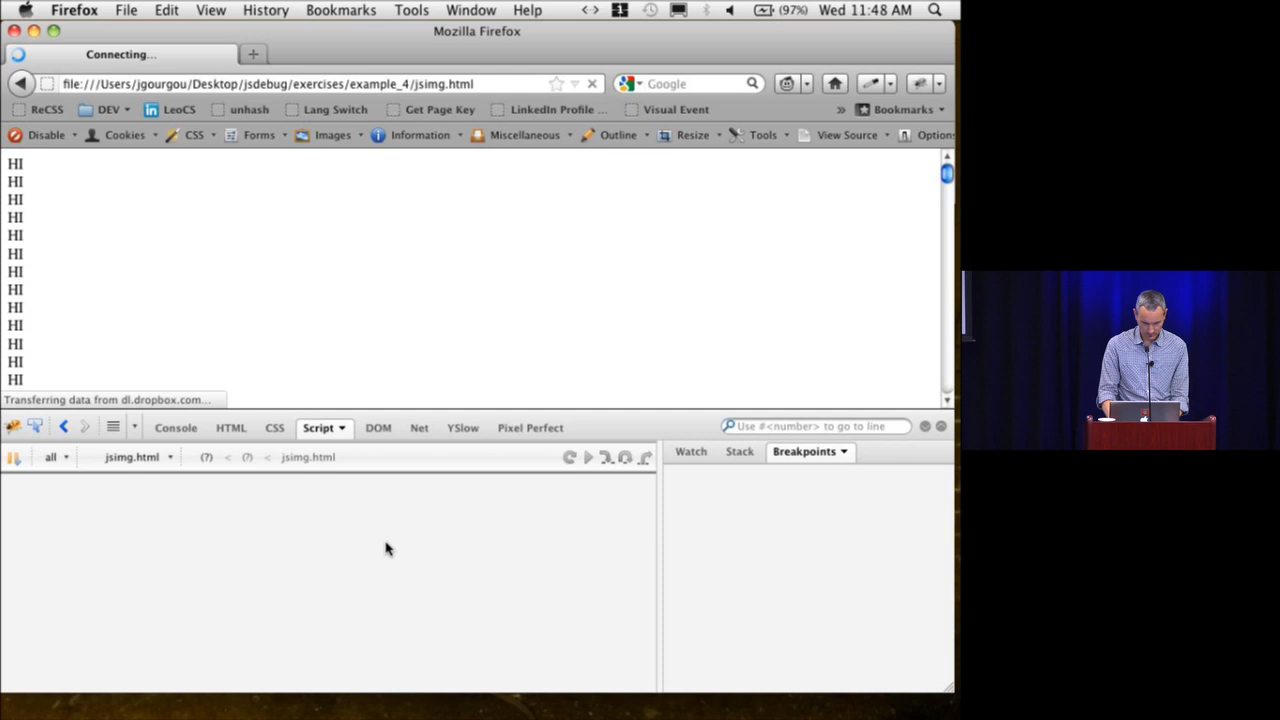 Firefox File Edit View History Bookmarks Tools Window Help (97%) Wed 11:48 AM
Mozilla Firefox
Connecting...
file:///Users/jgourgou/Desktop/jsdebug/exercises/example_4/jsimg.html Google
ReCSS DEV LeoCS unhash Lang Switch Get Page Key LinkedIn Profile ... Visual Event » Bookmarks
Disable Cookies CSS Forms Images Information Miscellaneous Outline Resize Tools View Source Options
HI
HI
HI
HI
HI
HI
HI
HI
HI
HI
HI
HI
HI
Transferring data from dl.dropbox.com...
Console HTML CSS Script DOM Net YSlow Pixel Perfect Use #<number> to go to line
all jsimg.html (?) < (?) < jsimg.html Watch Stack Breakpoints